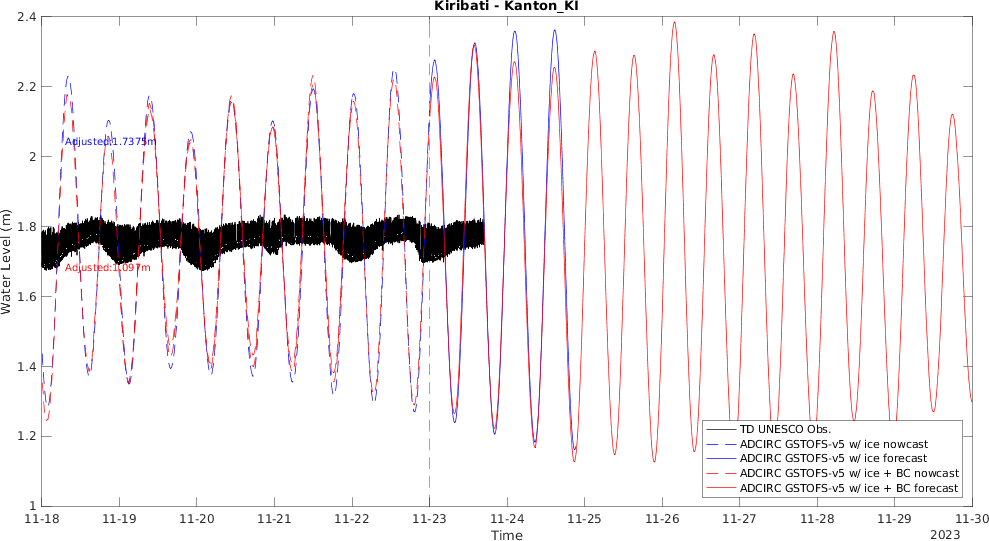 Kiribati - Kanton_KI
2.4
2.2
2
1.8
1.6
1.4
1.2
1
Water Level (m)
Adjusted:1.7375m
Adjusted:1.097m
TD UNESCO Obs.
ADCIRC GSTOFS-v5 w/ ice nowcast
ADCIRC GSTOFS-v5 w/ ice forecast
ADCIRC GSTOFS-v5 w/ ice + BC nowcast
ADCIRC GSTOFS-v5 w/ ice + BC forecast
11-18 11-19 11-20 11-21 11-22 11-23 11-24 11-25 11-26 11-27 11-28 11-29 11-30
Time
2023